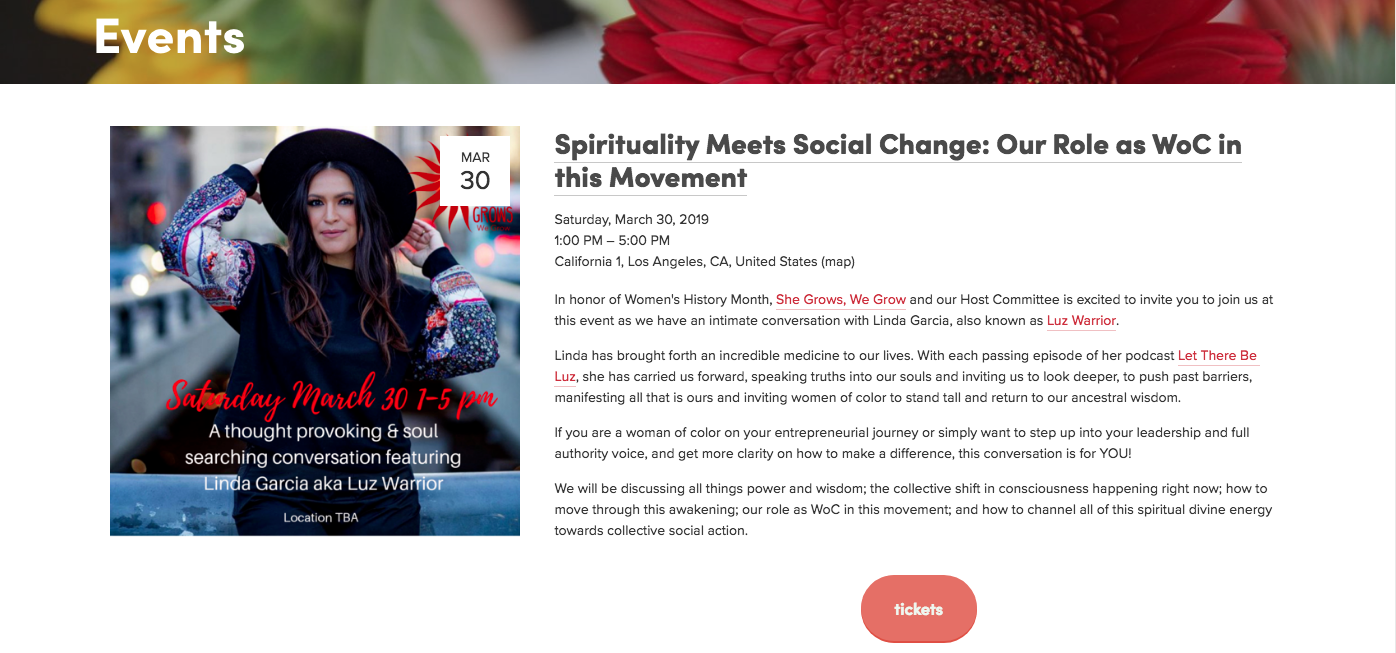 Events
MAR
30
GROWS
Saturday March 30 1-5 pm
A thought provoking & soul
searching conversation featuring
Linda Garcia aka Luz Warrior
Location TBA
Spirituality Meets Social Change: Our Role as WoC in
this Movement
Saturday, March 30, 2019
1:00 PM – 5:00 PM
California 1, Los Angeles, CA, United States (map)
In honor of Women's History Month, She Grows, We Grow and our Host Committee is excited to invite you to join us at
this event as we have an intimate conversation with Linda Garcia, also known as Luz Warrior.
Linda has brought forth an incredible medicine to our lives. With each passing episode of her podcast Let There Be
Luz, she has carried us forward, speaking truths into our souls and inviting us to look deeper, to push past barriers,
manifesting all that is ours and inviting women of color to stand tall and return to our ancestral wisdom.
If you are a woman of color on your entrepreneurial journey or simply want to step up into your leadership and full
authority voice, and get more clarity on how to make a difference, this conversation is for YOU!
We will be discussing all things power and wisdom; the collective shift in consciousness happening right now; how to
move through this awakening; our role as WoC in this movement; and how to channel all of this spiritual divine energy
towards collective social action.
tickets